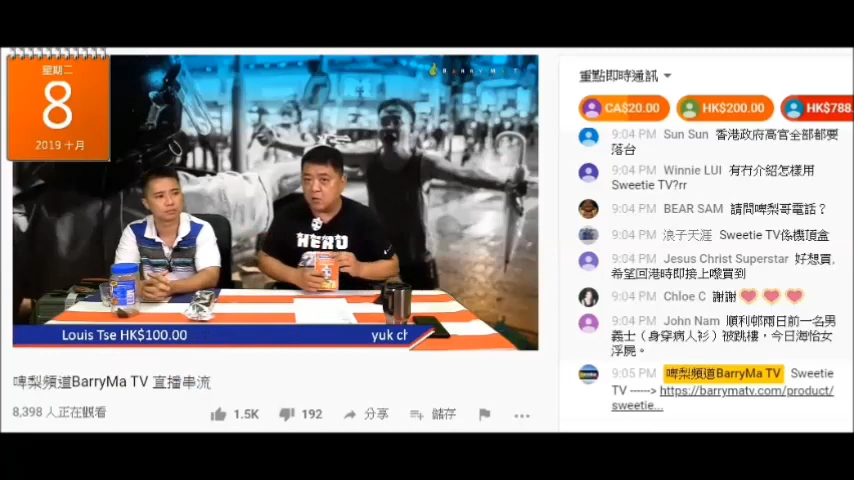 星期二
8
2019 十月
BARRYMA T
HERO
Louis Tse HK$100.00
yuk ch
啤梨頻道BarryMa TV 直播串流
8,398 人正在觀看
1.5K
192
分享
儲存
重點即時通訊
CA$20.00
HK$200.00
HK$788.
9:04 PM Sun Sun 香港政府高官全部都要
落台
9:04 PM Winnie LUI 有冇介紹怎樣用
Sweetie TV?rr
9:04 PM BEAR SAM 請問啤梨哥電話？
9:04 PM 浪子天涯 Sweetie TV係機頂盒
9:04 PM Jesus Christ Superstar 好想買,
希望回港時即接上嚟買到
9:04 PM Chloe C 謝謝
9:04 PM John Nam 順利邨兩日前一名男
義士（身穿病人衫）被跳樓，今日海怡女
浮屍。
9:05 PM 啤梨頻道BarryMa TV Sweetie
TV -----> https://barrymatv.com/product/
sweetie...